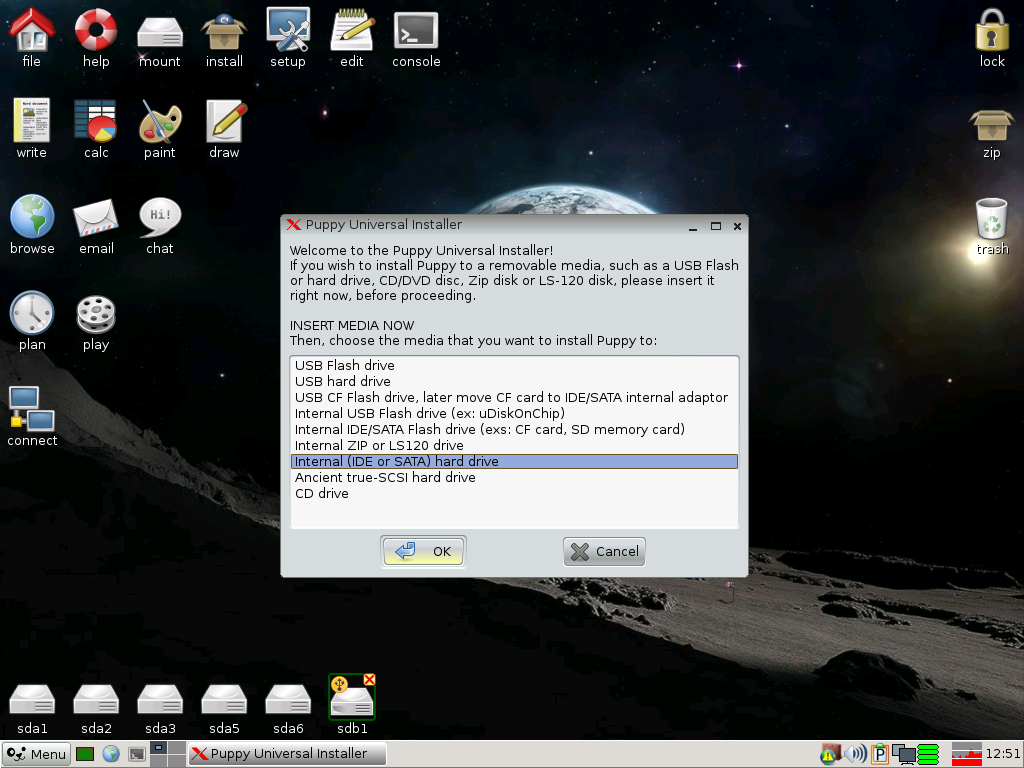 file help mount install setup edit console lock
write calc paint draw zip
browse email chat trash
plan play
connect
Puppy Universal Installer
Welcome to the Puppy Universal Installer!
If you wish to install Puppy to a removable media, such as a USB Flash
or hard drive, CD/DVD disc, Zip disk or LS-120 disk, please insert it
right now, before proceeding.
INSERT MEDIA NOW
Then, choose the media that you want to install Puppy to:
USB Flash drive
USB hard drive
USB CF Flash drive, later move CF card to IDE/SATA internal adaptor
Internal USB Flash drive (ex: uDiskOnChip)
Internal IDE/SATA Flash drive (exs: CF card, SD memory card)
Internal ZIP or LS120 drive
Internal (IDE or SATA) hard drive
Ancient true-SCSI hard drive
CD drive
OK Cancel
Hi!
sda1 sda2 sda3 sda5 sda6 sdb1
Menu Puppy Universal Installer P 12:51